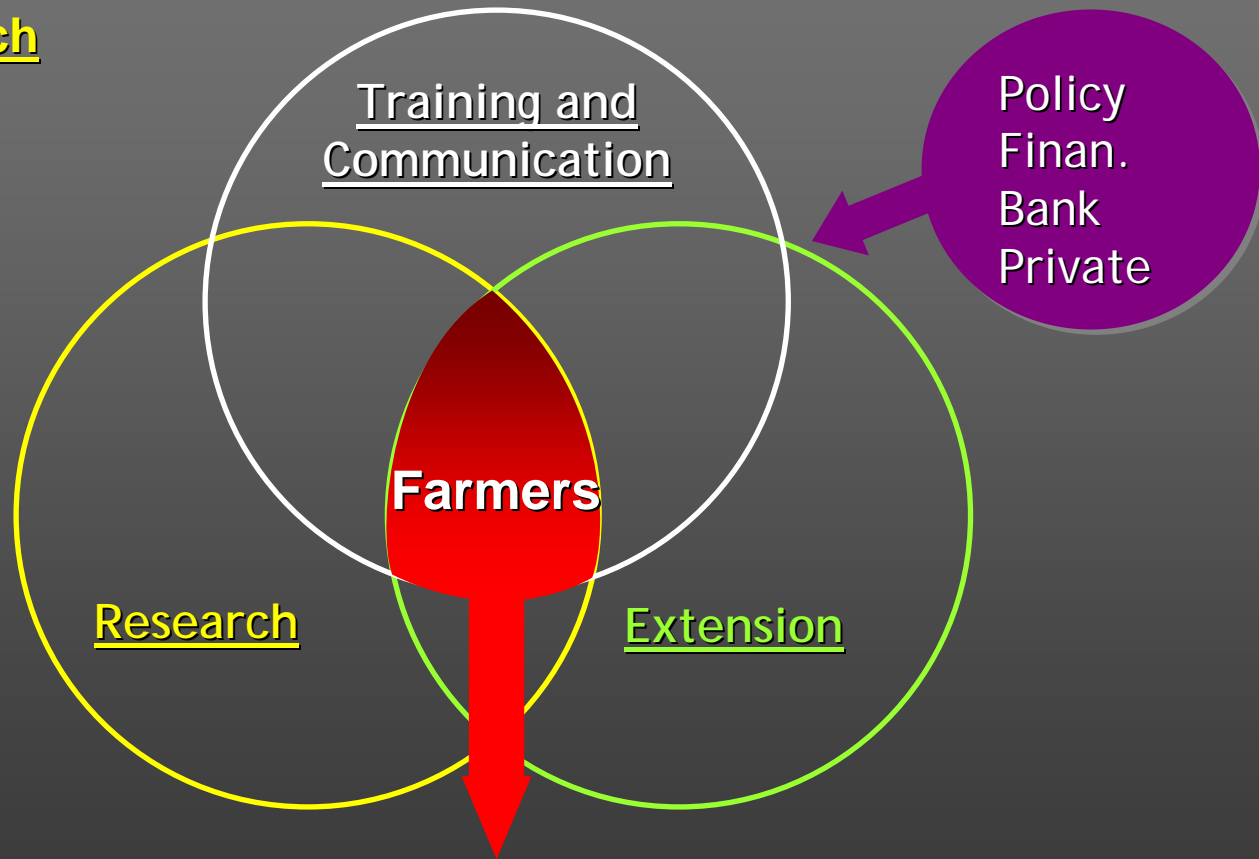 ch
Training and
Communication
Policy
Finan.
Bank
Private
Farmers
Research
Extension